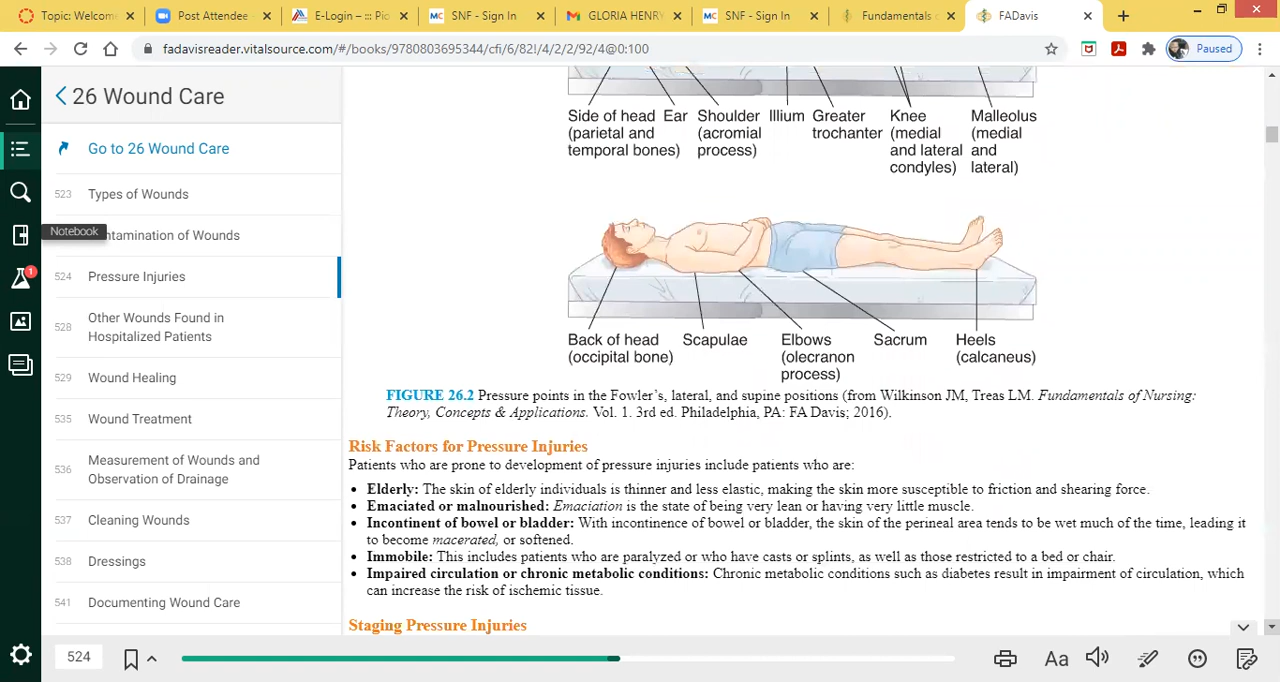 Topic: Welcome
Post Attendee -
E-Login – ::: Pio
SNF - Sign In
GLORIA HENRY
SNF - Sign In
Fundamentals o
FADavis
fadavisreader.vitalsource.com/#/books/9780803695344/cfi/6/82!/4/2/2/92/4@0:100
Paused
26 Wound Care
Go to 26 Wound Care
523 Types of Wounds
Notebook
ntamination of Wounds
524 Pressure Injuries
528 Other Wounds Found in
Hospitalized Patients
529 Wound Healing
535 Wound Treatment
536 Measurement of Wounds and
Observation of Drainage
537 Cleaning Wounds
538 Dressings
541 Documenting Wound Care
Side of head Ear Shoulder Illium Greater Knee Malleolus
(parietal and (acromial trochanter (medial (medial
temporal bones) process) and lateral and
condyles) lateral)
Back of head Scapulae Elbows Sacrum Heels
(occipital bone) (olecranon (calcaneus)
process)
FIGURE 26.2 Pressure points in the Fowler's, lateral, and supine positions (from Wilkinson JM, Treas LM. Fundamentals of Nursing:
Theory, Concepts & Applications. Vol. 1. 3rd ed. Philadelphia, PA: FA Davis; 2016).
Risk Factors for Pressure Injuries
Patients who are prone to development of pressure injuries include patients who are:
• Elderly: The skin of elderly individuals is thinner and less elastic, making the skin more susceptible to friction and shearing force.
• Emaciated or malnourished: Emaciation is the state of being very lean or having very little muscle.
• Incontinent of bowel or bladder: With incontinence of bowel or bladder, the skin of the perineal area tends to be wet much of the time, leading it
to become macerated, or softened.
• Immobile: This includes patients who are paralyzed or who have casts or splints, as well as those restricted to a bed or chair.
• Impaired circulation or chronic metabolic conditions: Chronic metabolic conditions such as diabetes result in impairment of circulation, which
can increase the risk of ischemic tissue.
Staging Pressure Injuries
524
Aa